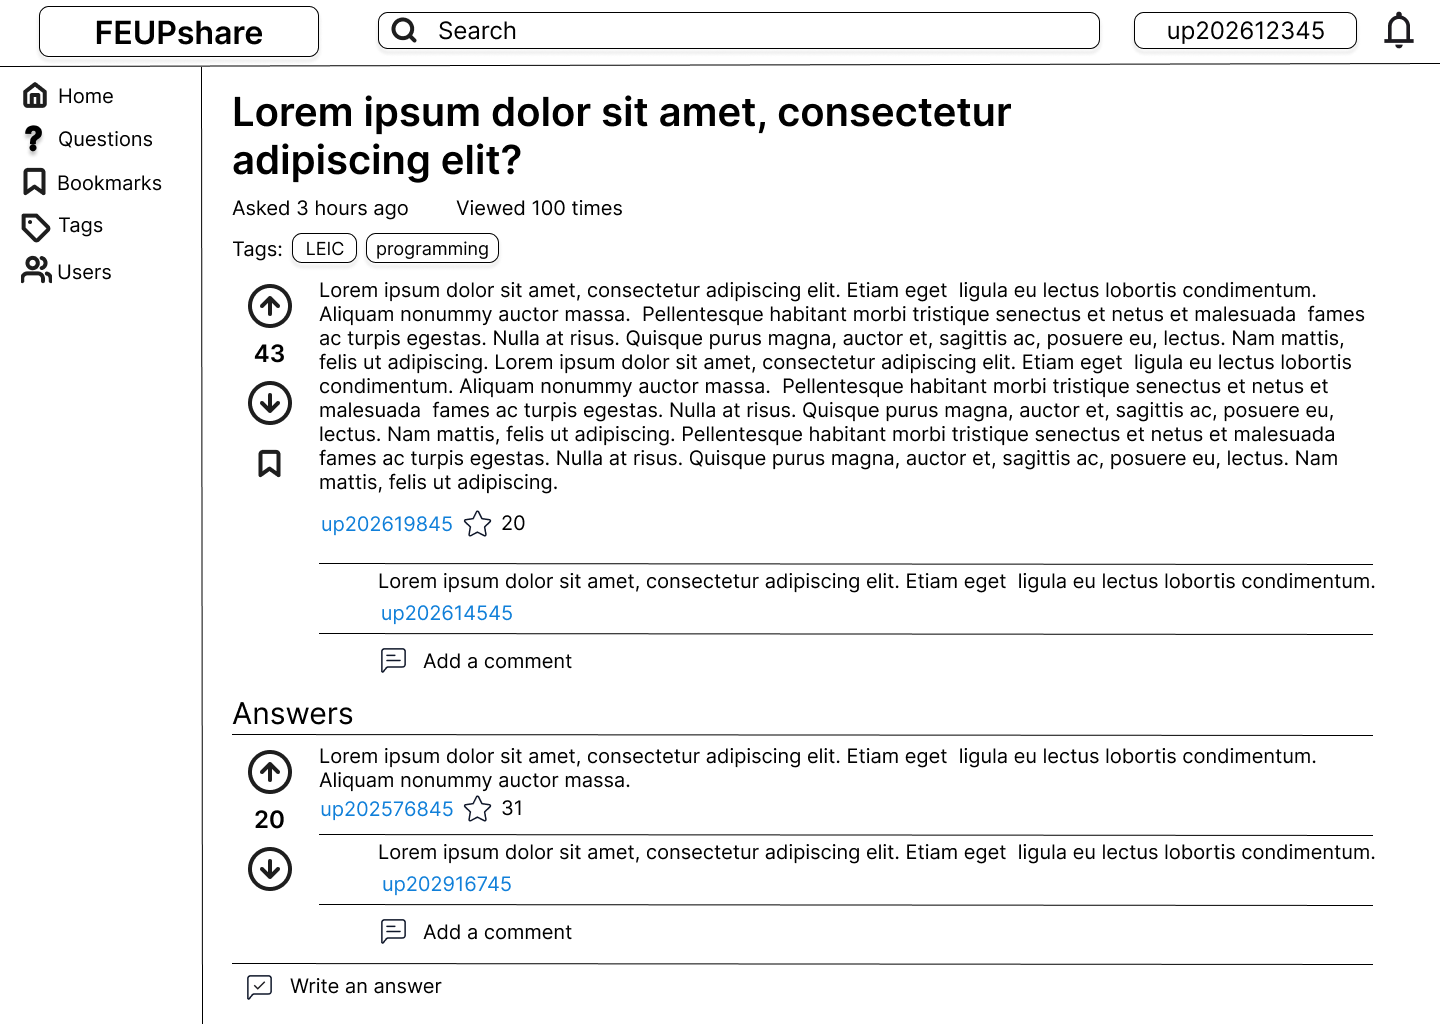 FEUPshare
Search
up202612345
Home
Questions
Bookmarks
Tags
Users
Lorem ipsum dolor sit amet, consectetur
adipiscing elit?
Asked 3 hours ago Viewed 100 times
Tags: LEIC programming
Lorem ipsum dolor sit amet, consectetur adipiscing elit. Etiam eget  ligula eu lectus lobortis condimentum.
Aliquam nonummy auctor massa.  Pellentesque habitant morbi tristique senectus et netus et malesuada  fames
ac turpis egestas. Nulla at risus. Quisque purus magna, auctor et, sagittis ac, posuere eu, lectus. Nam mattis,
felis ut adipiscing. Lorem ipsum dolor sit amet, consectetur adipiscing elit. Etiam eget  ligula eu lectus lobortis
condimentum. Aliquam nonummy auctor massa.  Pellentesque habitant morbi tristique senectus et netus et
malesuada  fames ac turpis egestas. Nulla at risus. Quisque purus magna, auctor et, sagittis ac, posuere eu,
lectus. Nam mattis, felis ut adipiscing. Pellentesque habitant morbi tristique senectus et netus et malesuada
fames ac turpis egestas. Nulla at risus. Quisque purus magna, auctor et, sagittis ac, posuere eu, lectus. Nam
mattis, felis ut adipiscing.
43
up202619845 20
Lorem ipsum dolor sit amet, consectetur adipiscing elit. Etiam eget  ligula eu lectus lobortis condimentum.
up202614545
Add a comment
Answers
Lorem ipsum dolor sit amet, consectetur adipiscing elit. Etiam eget  ligula eu lectus lobortis condimentum.
Aliquam nonummy auctor massa.
20
up202576845 31
Lorem ipsum dolor sit amet, consectetur adipiscing elit. Etiam eget  ligula eu lectus lobortis condimentum.
up202916745
Add a comment
Write an answer